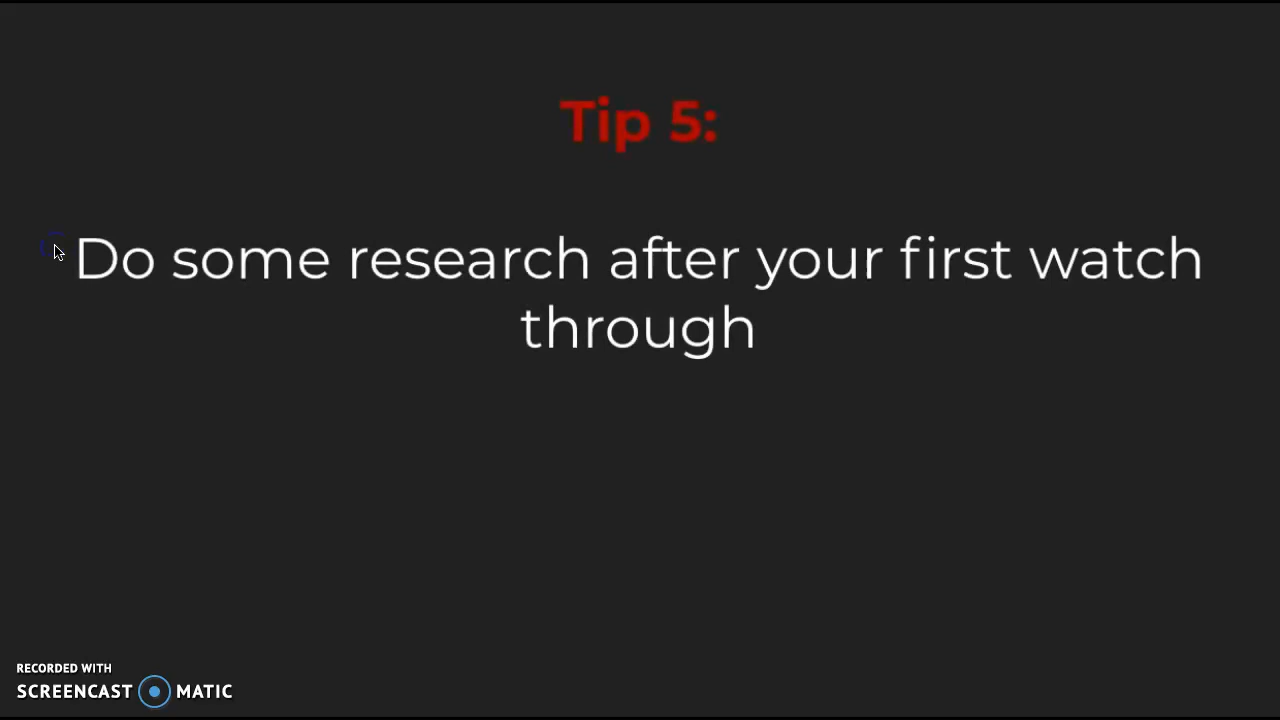 Tip 5:
Do some research after your first watch
through
RECORDED WITH
SCREENCAST MATIC